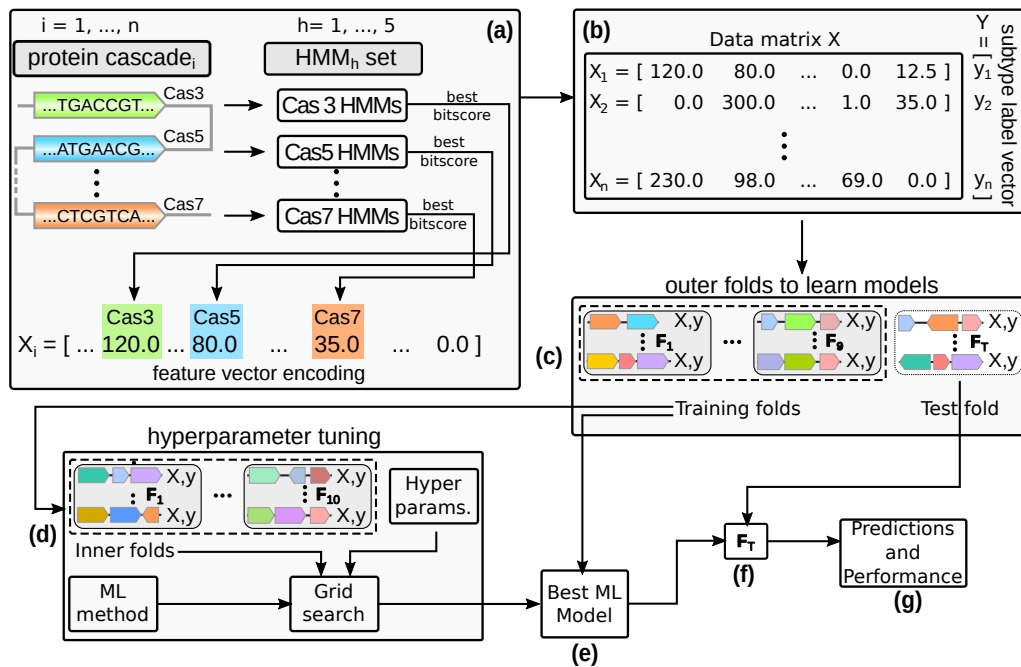 i = 1, ..., n
h= 1, ..., 5
(a)
protein cascadeᵢ
HMMₕ set
...TGACCGT...
Cas3
Cas 3 HMMs
best
bitscore
...ATGAACG...
Cas5
Cas5 HMMs
best
bitscore
...CTCGTCA...
Cas7
Cas7 HMMs
best
bitscore
Cas3 Cas5 Cas7
Xᵢ = [ ... 120.0 ... 80.0 ... 35.0 ... 0.0 ]
feature vector encoding
(b)
Data matrix X
Y = [
X₁ = [ 120.0 80.0 ... 0.0 12.5 ] y₁
X₂ = [ 0.0 300.0 ... 1.0 35.0 ] y₂
Xₙ = [ 230.0 98.0 ... 69.0 0.0 ] yₙ
]
subtype label vector
outer folds to learn models
(c)
X,y
F₁
X,y
...
X,y
F₉
X,y
X,y
F_T
X,y
Training folds
Test fold
hyperparameter tuning
(d)
X,y
F₁
X,y
...
X,y
F₁₀
X,y
Hyper
params.
Inner folds
ML
method
Grid
search
Best ML
Model
(e)
F_T
(f)
Predictions
and
Performance
(g)